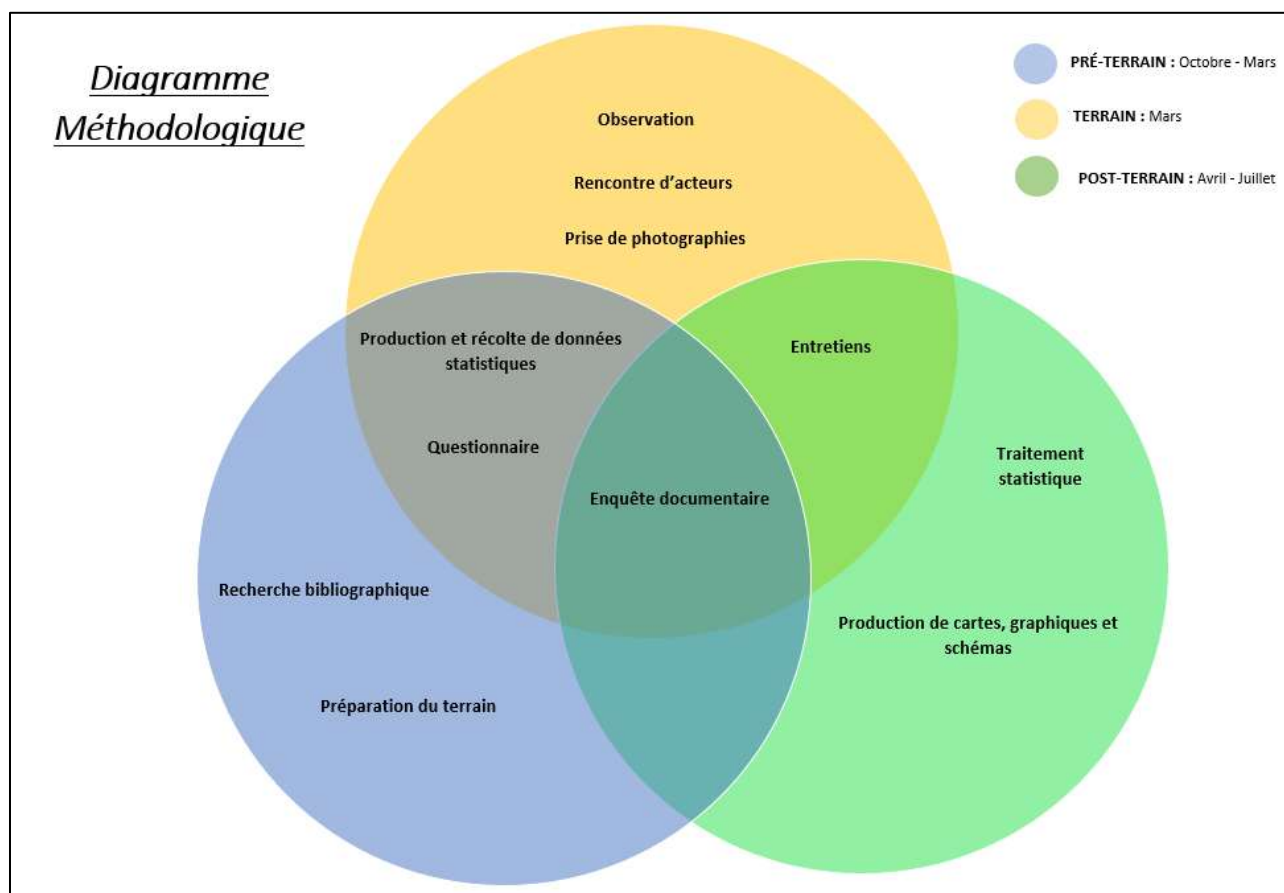 Diagramme
Méthodologique
PRÉ-TERRAIN : Octobre - Mars
TERRAIN : Mars
POST-TERRAIN : Avril - Juillet
Observation
Rencontre d’acteurs
Prise de photographies
Production et récolte de données
statistiques
Entretiens
Questionnaire
Traitement
statistique
Enquête documentaire
Recherche bibliographique
Production de cartes, graphiques et
schémas
Préparation du terrain